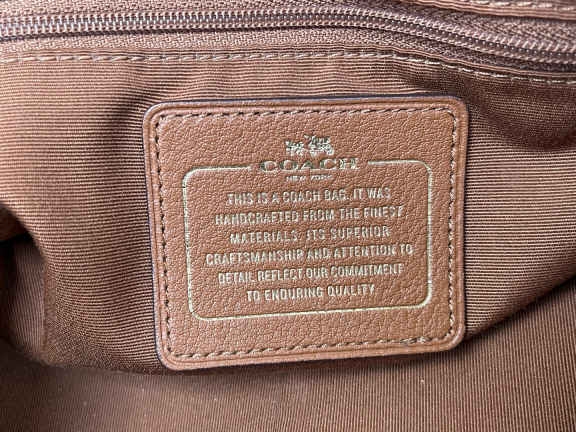 COACH
NEW YORK
THIS IS A COACH BAG. IT WAS
HANDCRAFTED FROM THE FINEST
MATERIALS. ITS SUPERIOR
CRAFTSMANSHIP AND ATTENTION TO
DETAIL REFLECT OUR COMMITMENT
TO ENDURING QUALITY